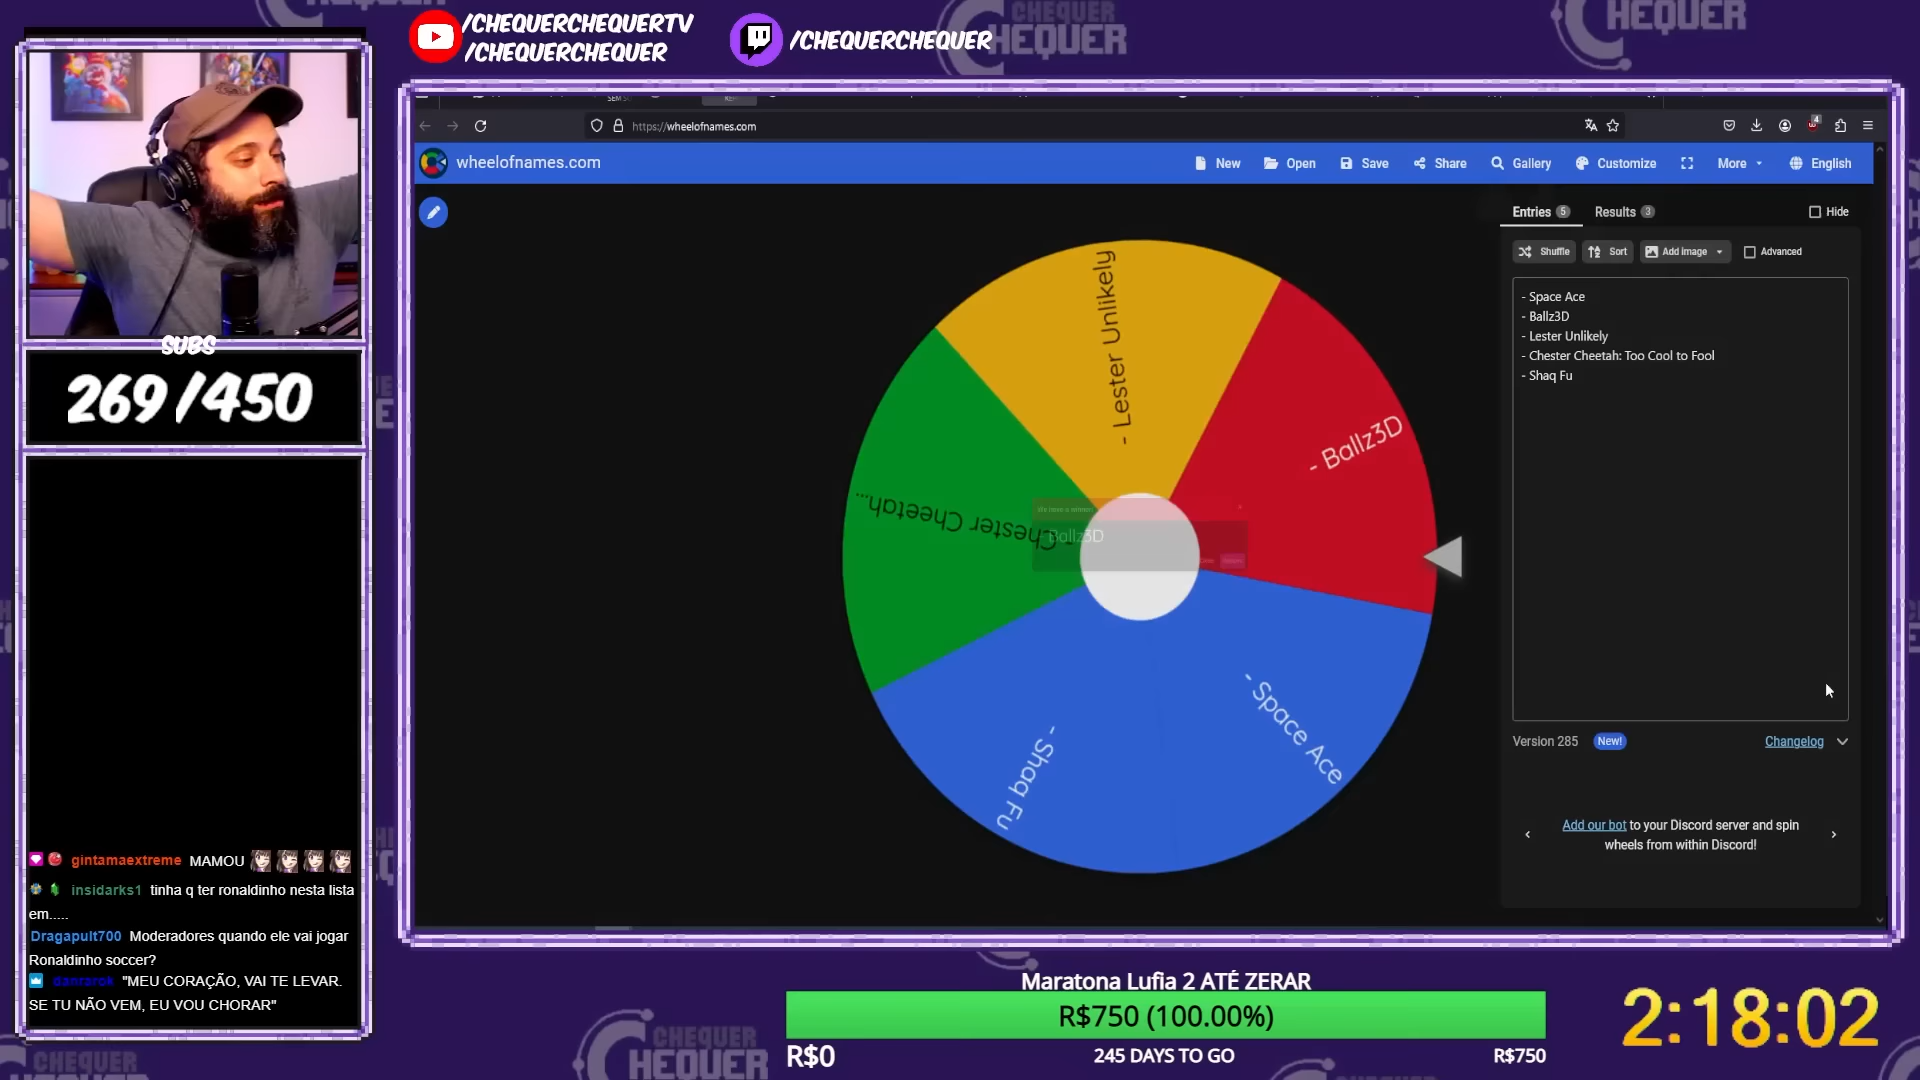 /CHEQUERCHEQUERTV
/CHEQUERCHEQUER
/CHEQUERCHEQUER
CHEQUER
CHEQUER
https://wheelofnames.com
wheelofnames.com
New
Open
Save
Share
Gallery
Customize
More
English
Entries 5
Results 3
Hide
Shuffle
Sort
Add image
Advanced
- Space Ace
- Ballz3D
- Lester Unlikely
- Chester Cheetah: Too Cool to Fool
- Shaq Fu
- Lester Unlikely
- Ballz3D
- Chester Cheetah...
- Ballz3D
- Space Ace
- Shaq Fu
Version 285 New! Changelog
Add our bot to your Discord server and spin
wheels from within Discord!
SUBS
269/450
gintamaextreme MAMOU
insidarks1 tinha q ter ronaldinho nesta lista
em.....
Dragapult700 Moderadores quando ele vai jogar
Ronaldinho soccer?
"MEU CORAÇÃO, VAI TE LEVAR.
SE TU NÃO VEM, EU VOU CHORAR"
Maratona Lufia 2 ATÉ ZERAR
R$750 (100.00%)
R$0
245 DAYS TO GO
R$750
2:18:02
CHEQUER
CHEQUER